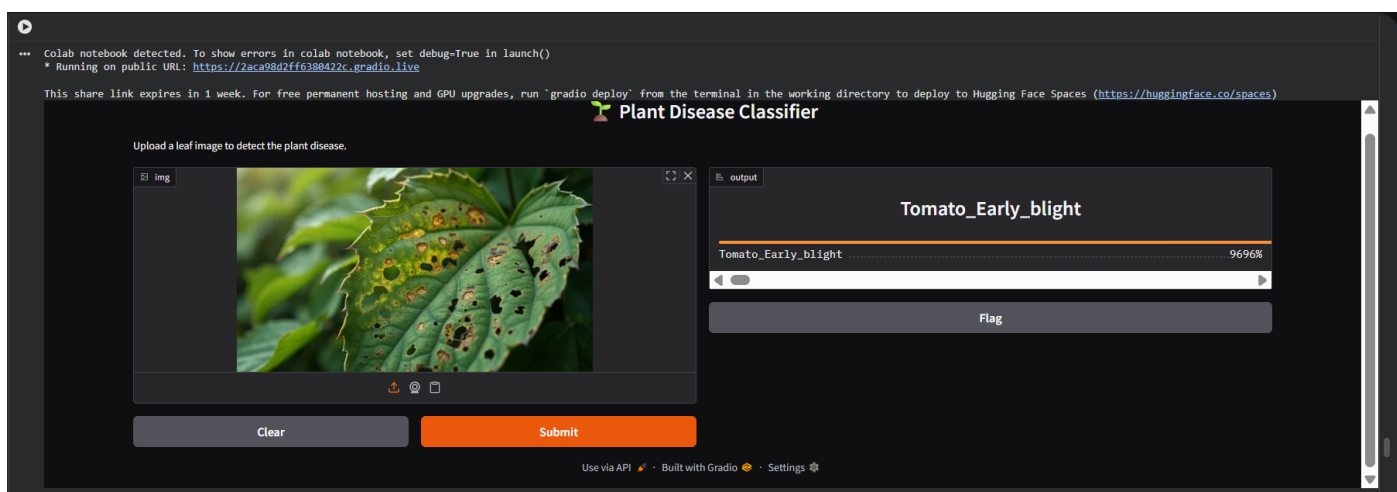 Colab notebook detected. To show errors in colab notebook, set debug=True in launch()
* Running on public URL: https://2aca98d2ff6380422c.gradio.live
This share link expires in 1 week. For free permanent hosting and GPU upgrades, run `gradio deploy` from the terminal in the working directory to deploy to Hugging Face Spaces (https://huggingface.co/spaces)
🌱 Plant Disease Classifier
Upload a leaf image to detect the plant disease.
img
output
Tomato_Early_blight
Tomato_Early_blight 9696%
Flag
Clear
Submit
Use via API 🚀 · Built with Gradio · Settings ⚙️